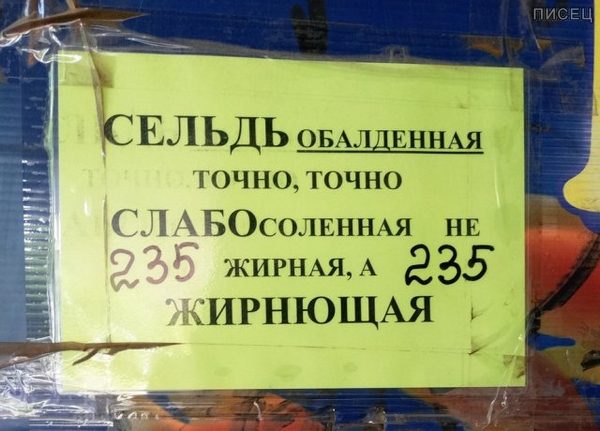 ПИСЕЦ
СЕЛЬДЬ ОБАЛДЕННАЯ
ТОЧНО, ТОЧНО
СЛАБОСОЛЕННАЯ НЕ
235 ЖИРНАЯ, А 235
ЖИРНЮЩАЯ